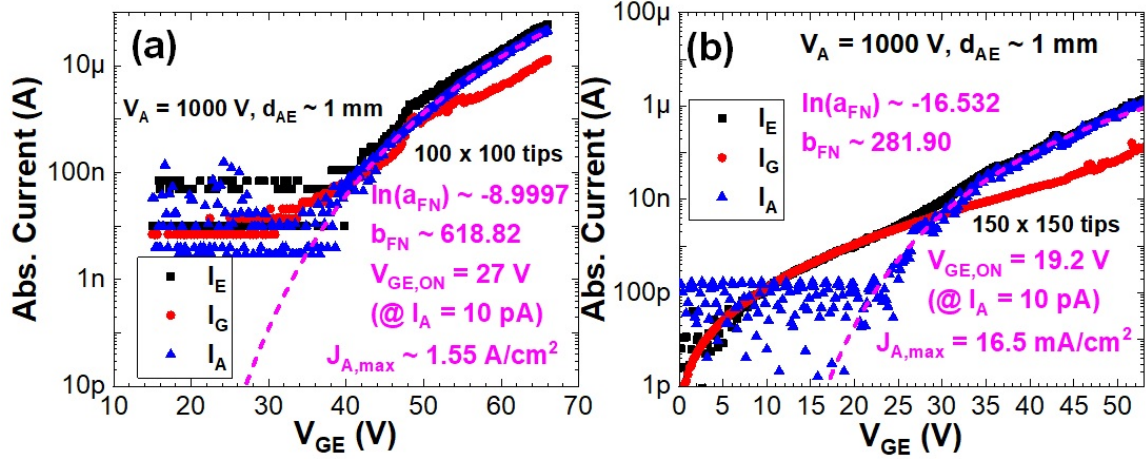 (a)
V_A = 1000 V, d_AE ~ 1 mm
100 x 100 tips
ln(a_FN) ~ -8.9997
b_FN ~ 618.82
V_GE,ON = 27 V
(@ I_A = 10 pA)
J_A,max ~ 1.55 A/cm²
I_E
I_G
I_A
Abs. Current (A)
10µ
100n
1n
10p
10 20 30 40 50 60 70
V_GE (V)
(b)
V_A = 1000 V, d_AE ~ 1 mm
ln(a_FN) ~ -16.532
b_FN ~ 281.90
I_E
I_G
I_A
150 x 150 tips
V_GE,ON = 19.2 V
(@ I_A = 10 pA)
J_A,max = 16.5 mA/cm²
Abs. Current (A)
100µ
1µ
10n
100p
1p
0 5 10 15 20 25 30 35 40 45 50
V_GE (V)